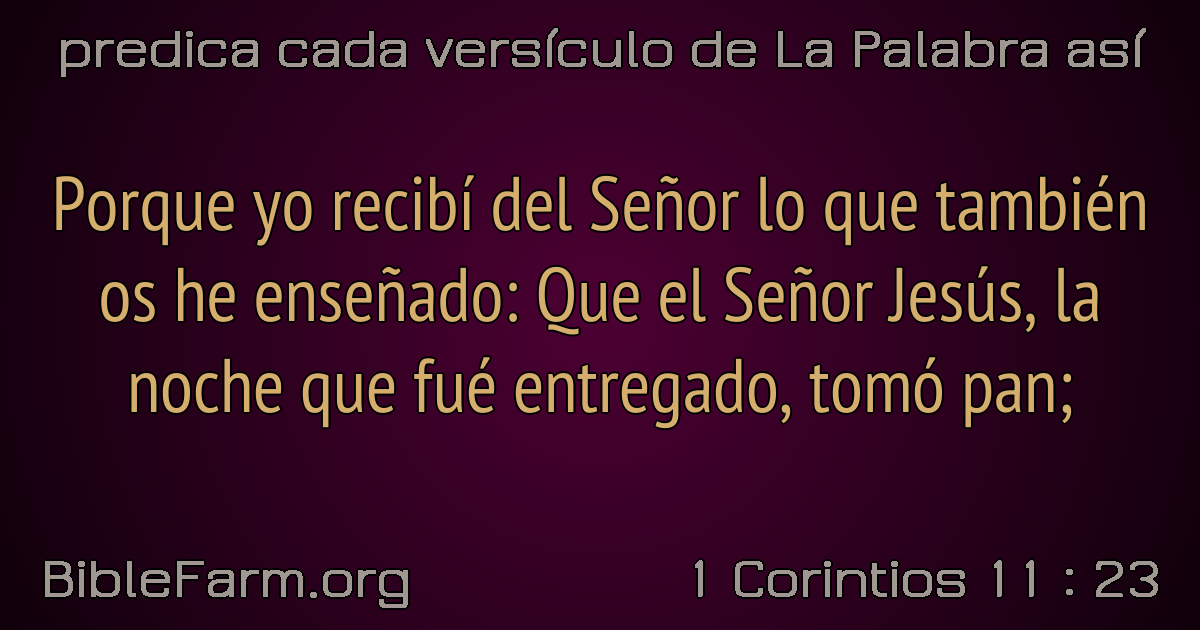 predica cada versículo de La Palabra así
Porque yo recibí del Señor lo que también
os he enseñado: Que el Señor Jesús, la
noche que fué entregado, tomó pan;
BibleFarm.org
1 Corintios 11 : 23